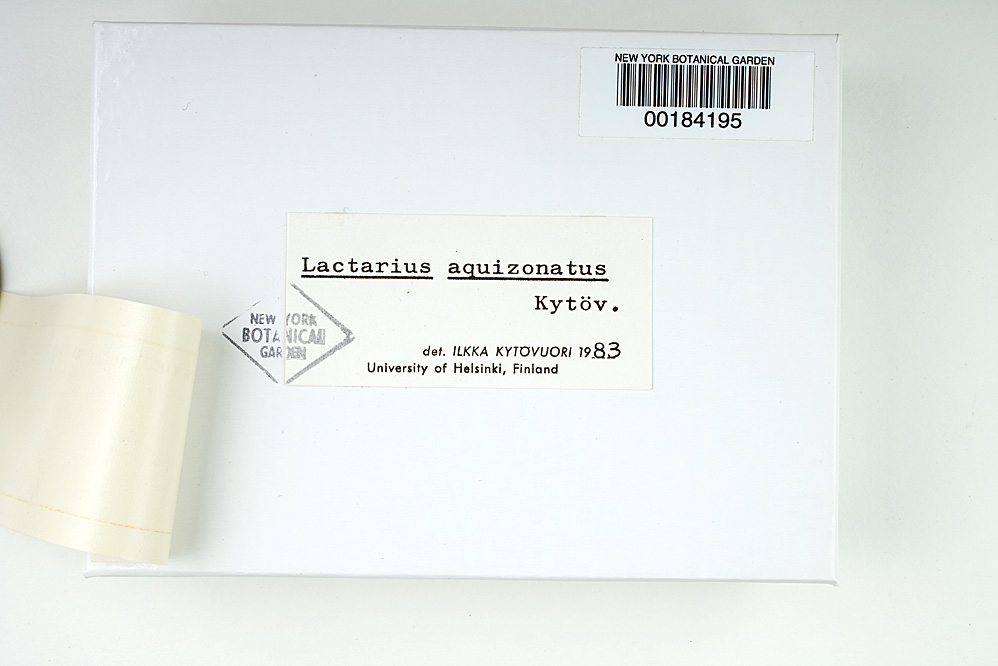 NEW YORK BOTANICAL GARDEN
00184195
Lactarius aquizonatus
Kytöv.
NEW YORK
BOTANICAL
GARDEN
det. ILKKA KYTÖVUORI 1983
University of Helsinki, Finland